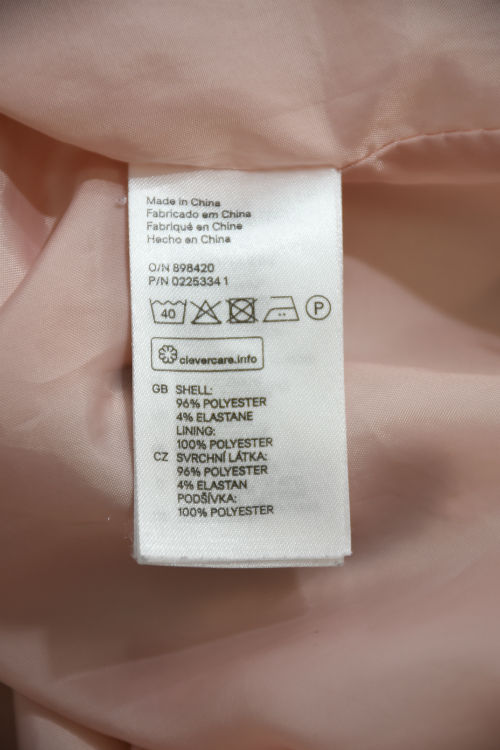 Made in China
Fabricado em China
Fabriqué en Chine
Hecho en China
O/N 898420
P/N 02253341
40 P
clevercare.info
GB SHELL:
96% POLYESTER
4% ELASTANE
LINING:
100% POLYESTER
CZ SVRCHNÍ LÁTKA:
96% POLYESTER
4% ELASTAN
PODŠÍVKA:
100% POLYESTER